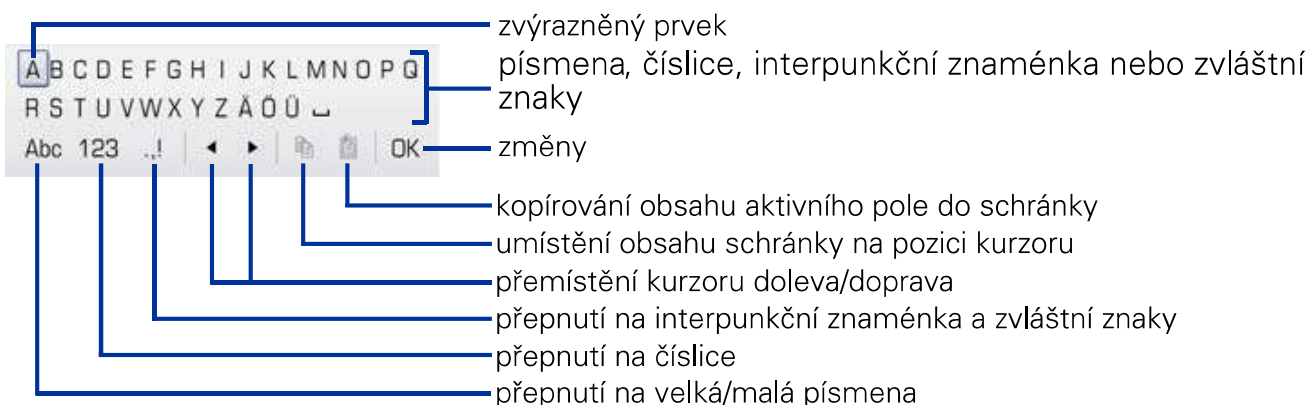 zvýrazněný prvek
A B C D E F G H I J K L M N O P Q
písmena, číslice, interpunkční znaménka nebo zvláštní
znaky
R S T U V W X Y Z Ä Ö Ü ⌴
Abc 123 .,! ◄ ► OK
změny
kopírování obsahu aktivního pole do schránky
umístění obsahu schránky na pozici kurzoru
přemístění kurzoru doleva/doprava
přepnutí na interpunkční znaménka a zvláštní znaky
přepnutí na číslice
přepnutí na velká/malá písmena